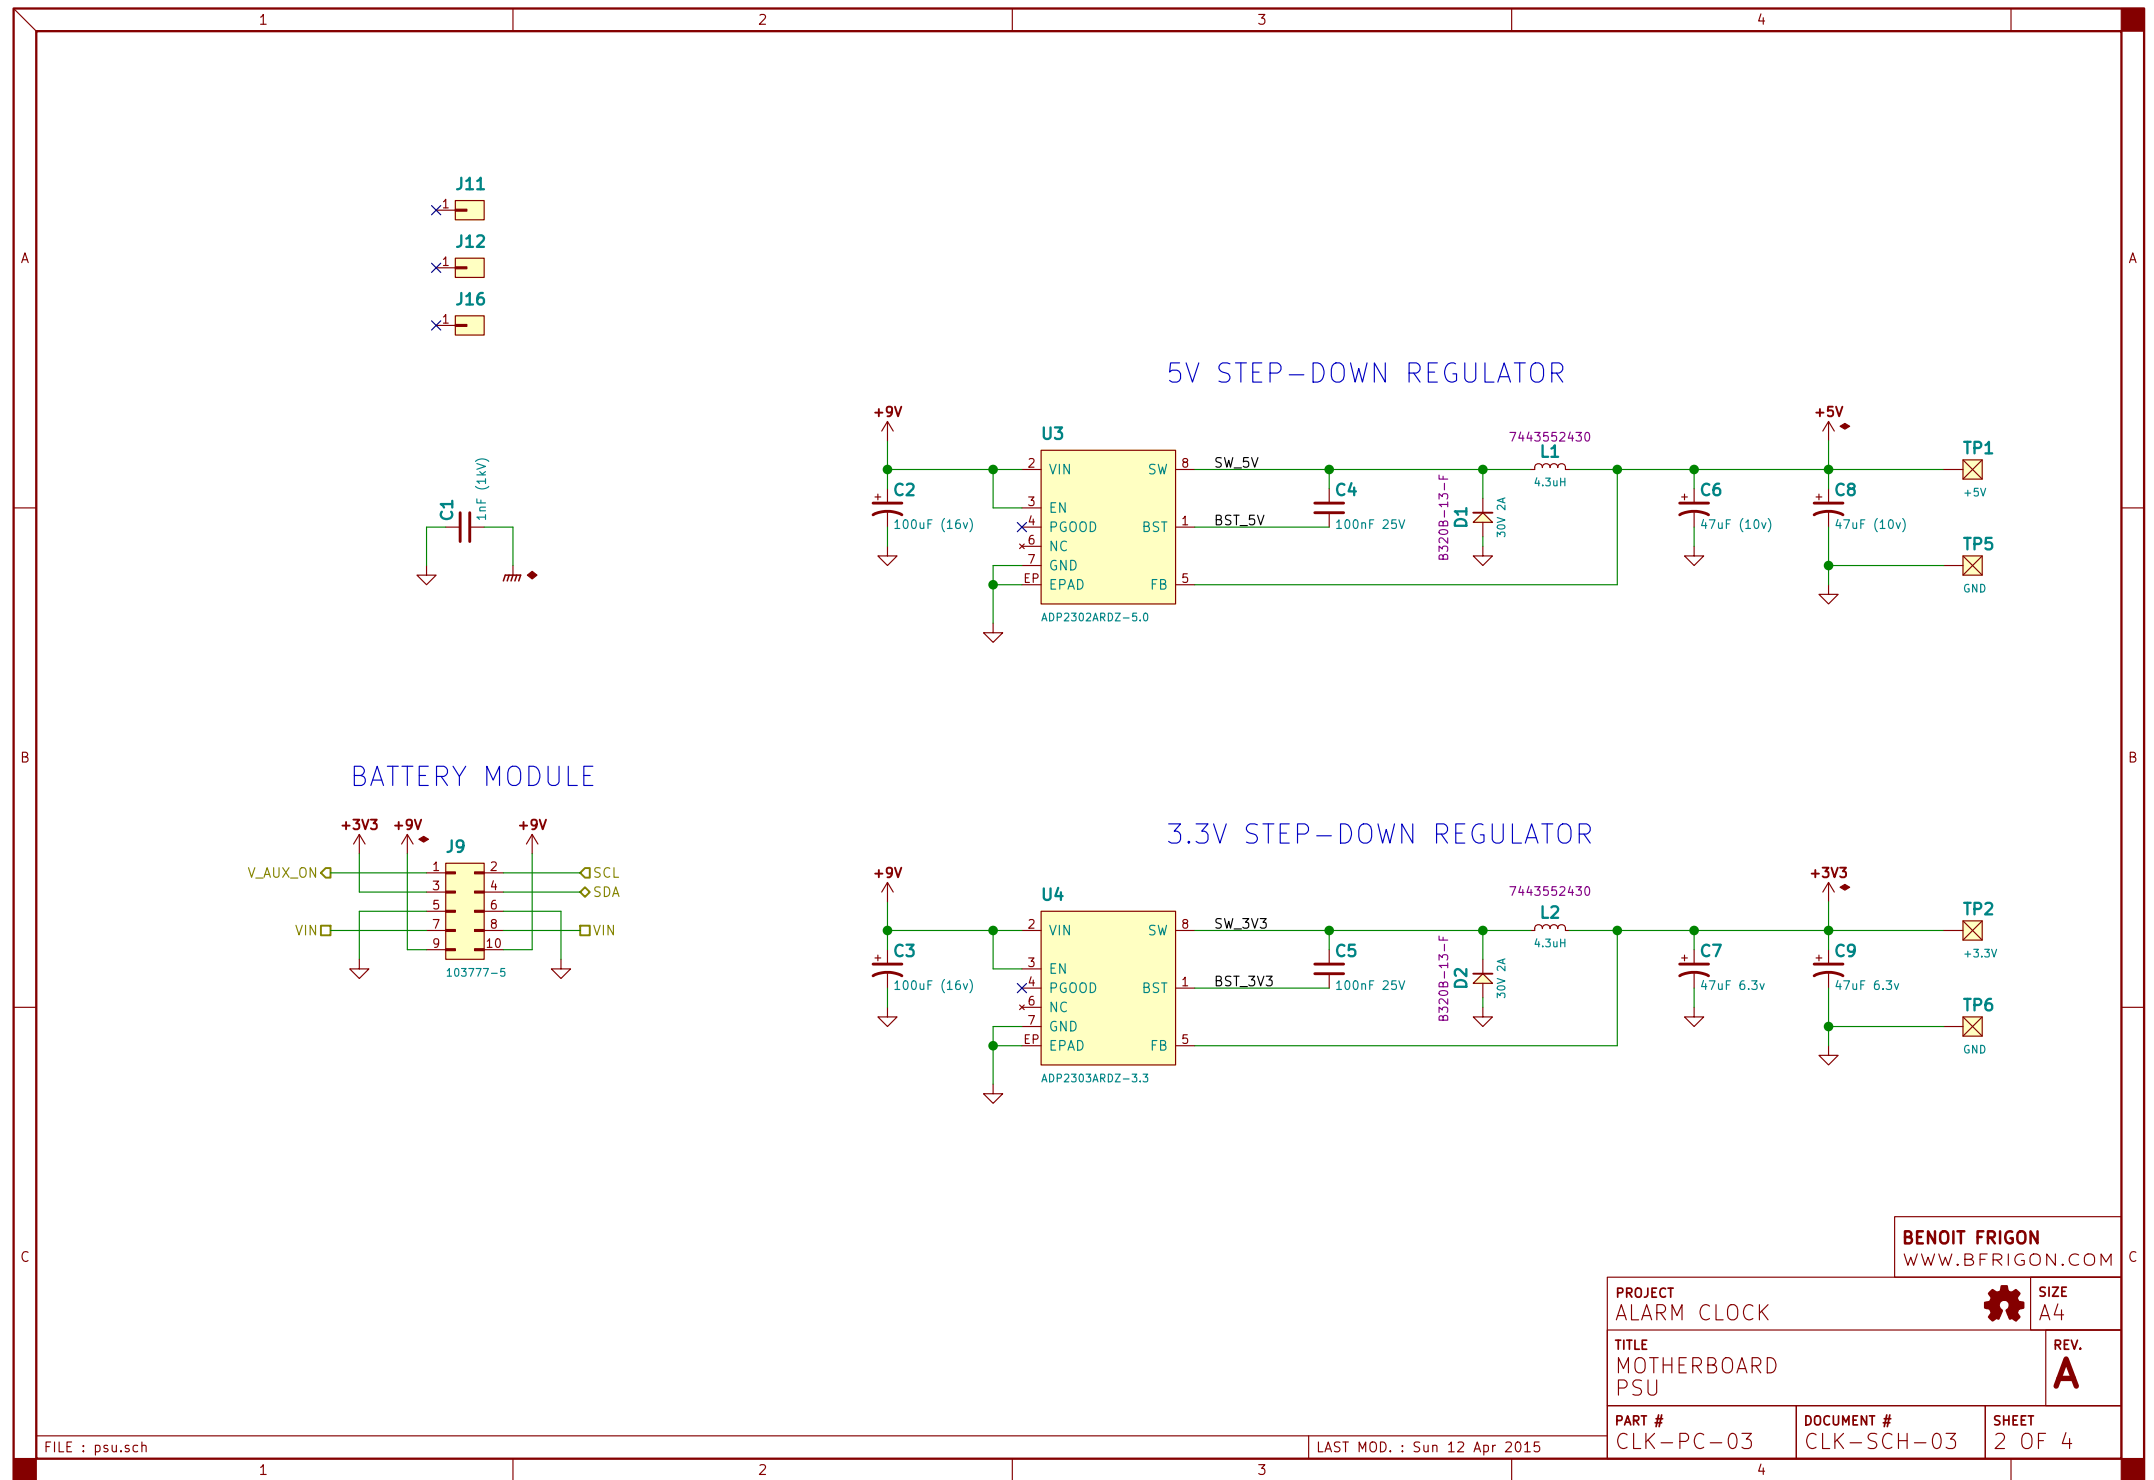 1 2 3 4
A A
B B
C C
J11
1
J12
1
J16
1
C1
1nF (1kV)
5V STEP-DOWN REGULATOR
+9V
C2
100uF (16v)
U3
2 VIN SW 8
3 EN
4 PGOOD BST 1
6 NC
7 GND
EP EPAD FB 5
ADP2302ARDZ-5.0
SW_5V
BST_5V
C4
100nF 25V
B320B-13-F
D1
30V 2A
7443552430
L1
4.3uH
C6
47uF (10v)
+5V
C8
47uF (10v)
TP1
+5V
TP5
GND
BATTERY MODULE
+3V3 +9V +9V
J9
V_AUX_ON 1 2 SCL
3 4 SDA
5 6
VIN 7 8 VIN
9 10
103777-5
3.3V STEP-DOWN REGULATOR
+9V
C3
100uF (16v)
U4
2 VIN SW 8
3 EN
4 PGOOD BST 1
6 NC
7 GND
EP EPAD FB 5
ADP2303ARDZ-3.3
SW_3V3
BST_3V3
C5
100nF 25V
B320B-13-F
D2
30V 2A
7443552430
L2
4.3uH
C7
47uF 6.3v
+3V3
C9
47uF 6.3v
TP2
+3.3V
TP6
GND
BENOIT FRIGON
WWW.BFRIGON.COM
PROJECT
ALARM CLOCK
SIZE
A4
TITLE
MOTHERBOARD
PSU
REV.
A
PART #
CLK-PC-03
DOCUMENT #
CLK-SCH-03
SHEET
2 OF 4
FILE : psu.sch
LAST MOD. : Sun 12 Apr 2015
1 2 3 4